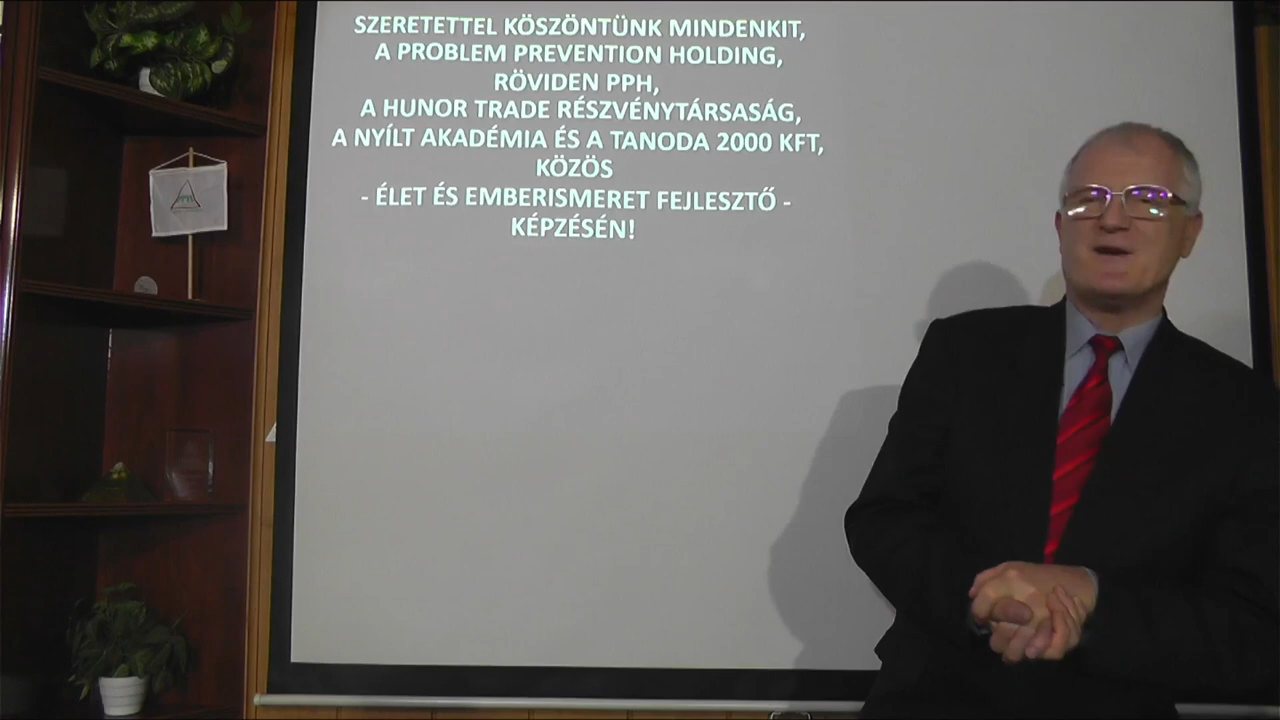 SZERETETTEL KÖSZÖNTÜNK MINDENKIT,
A PROBLEM PREVENTION HOLDING,
RÖVIDEN PPH,
A HUNOR TRADE RÉSZVÉNYTÁRSASÁG,
A NYÍLT AKADÉMIA ÉS A TANODA 2000 KFT,
KÖZÖS
- ÉLET ÉS EMBERISMERET FEJLESZTŐ -
KÉPZÉSÉN!